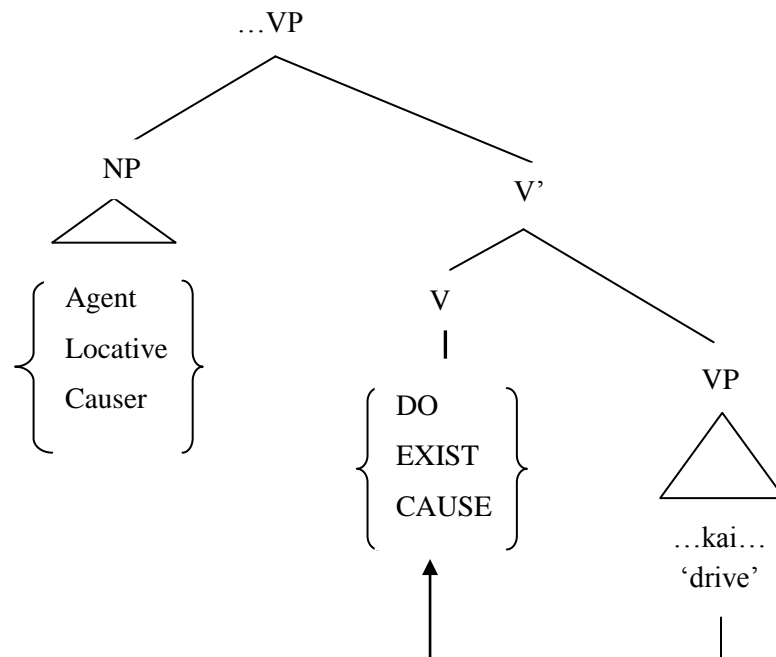 …VP
NP
V’
Agent
Locative
Causer
V
VP
DO
EXIST
CAUSE
…kai…
‘drive’